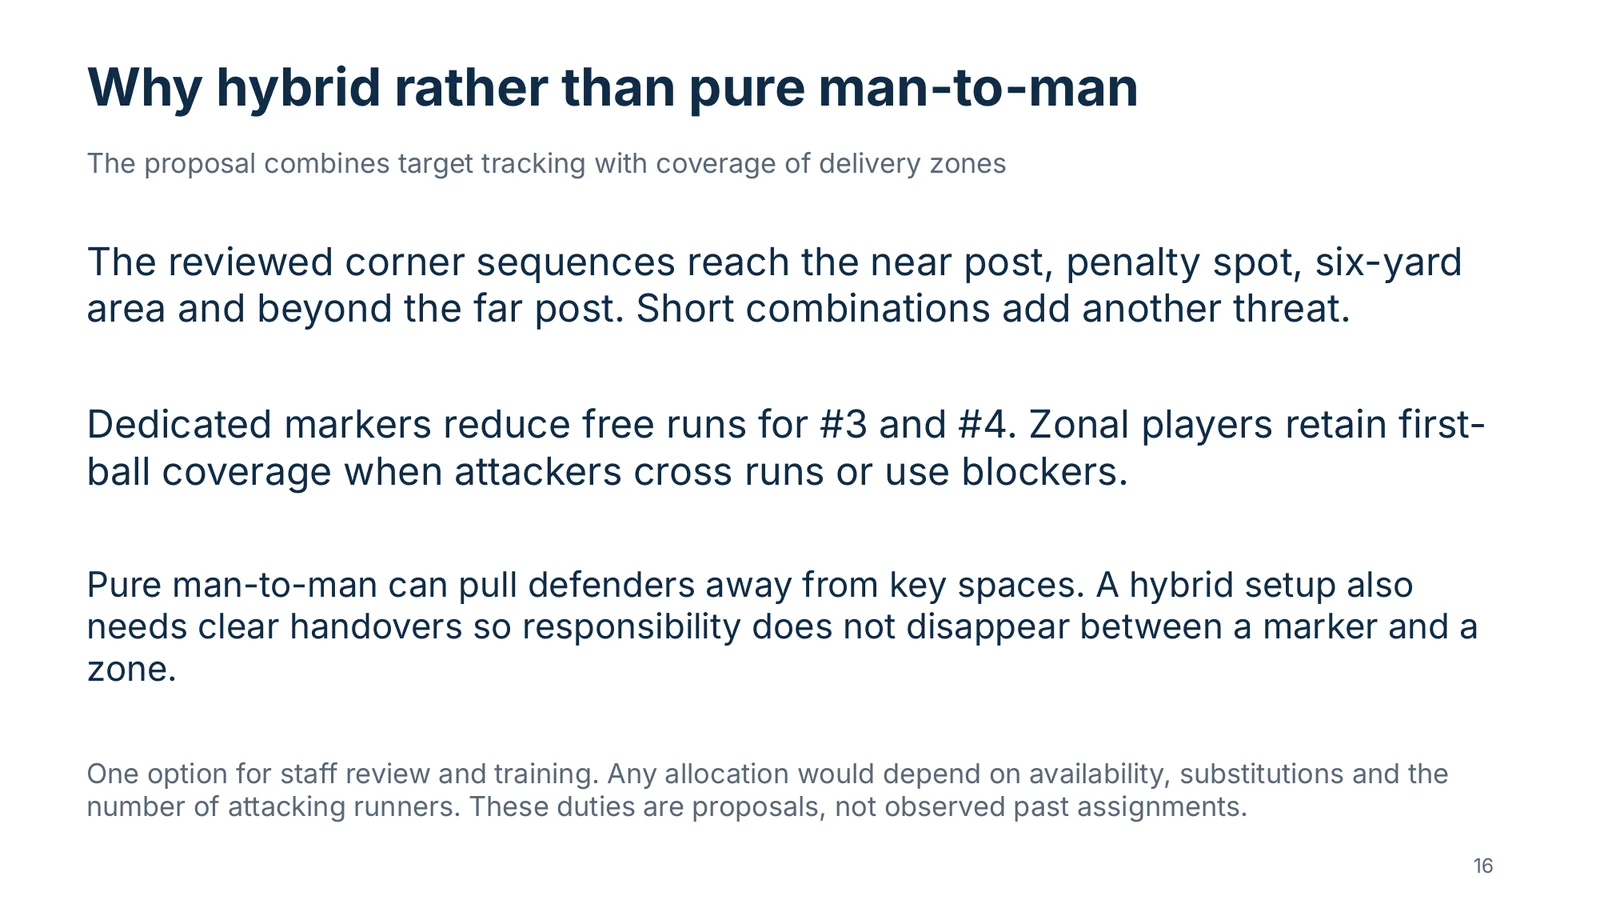 Why hybrid rather than pure man-to-man
The proposal combines target tracking with coverage of delivery zones
The reviewed corner sequences reach the near post, penalty spot, six-yard
area and beyond the far post. Short combinations add another threat.
Dedicated markers reduce free runs for #3 and #4. Zonal players retain first-
ball coverage when attackers cross runs or use blockers.
Pure man-to-man can pull defenders away from key spaces. A hybrid setup also
needs clear handovers so responsibility does not disappear between a marker and a
zone.
One option for staff review and training. Any allocation would depend on availability, substitutions and the
number of attacking runners. These duties are proposals, not observed past assignments.
16